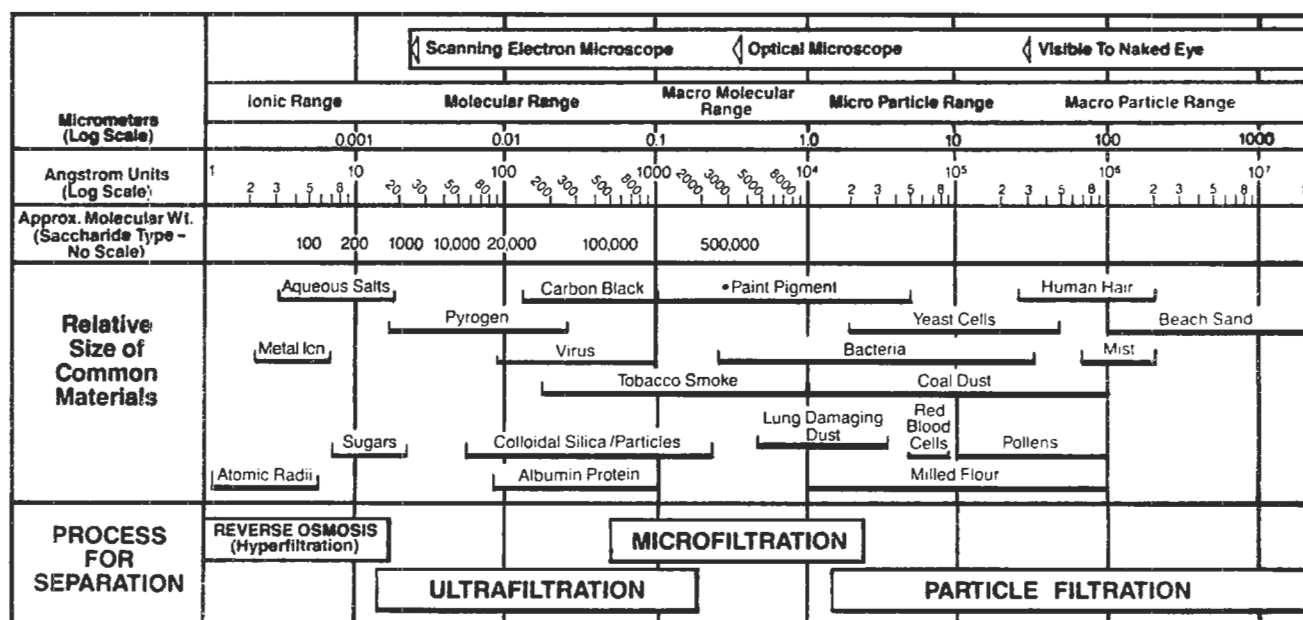 Scanning Electron Microscope
Optical Microscope
Visible To Naked Eye
Micrometers
(Log Scale)
Ionic Range
Molecular Range
Macro Molecular
Range
Micro Particle Range
Macro Particle Range
0.001 0.01 0.1 1.0 10 100 1000
Angstrom Units
(Log Scale)
1 10 100 1000 10⁴ 10⁵ 10⁶ 10⁷
2 3 5 8 20 30 50 80 200 300 500 800 2000 3000 5000 8000 2 3 5 8 2 3 5 8 2 3 5 8
Approx. Molecular Wt.
(Saccharide Type –
No Scale)
100 200 1000 10,000 20,000 100,000 500,000
Relative
Size of
Common
Materials
Aqueous Salts
Carbon Black
•Paint Pigment
Human Hair
Pyrogen
Yeast Cells
Beach Sand
Metal Icn
Virus
Bacteria
Mist
Tobacco Smoke
Coal Dust
Sugars
Colloidal Silica/Particles
Lung Damaging
Dust
Red
Blood
Cells
Pollens
Atomic Radii
Albumin Protein
Milled Flour
PROCESS
FOR
SEPARATION
REVERSE OSMOSIS
(Hyperfiltration)
MICROFILTRATION
ULTRAFILTRATION
PARTICLE FILTRATION